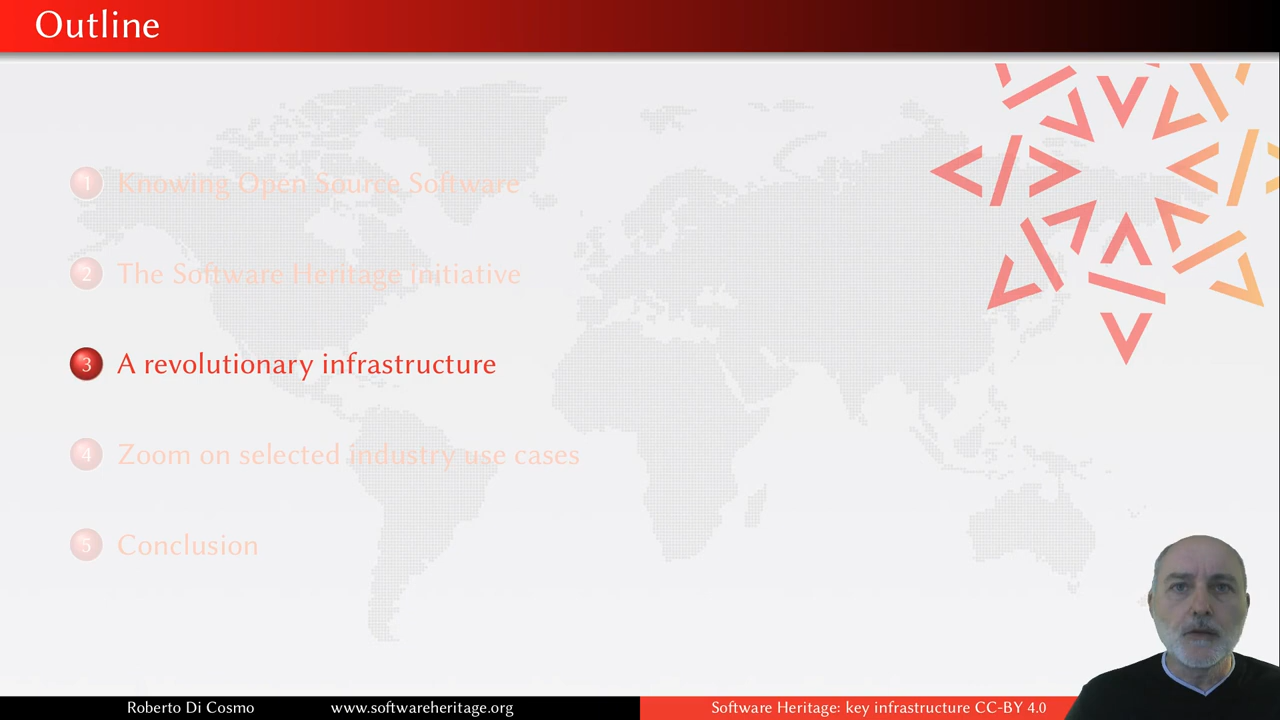 Outline
1 Knowing Open Source Software
2 The Software Heritage initiative
3 A revolutionary infrastructure
4 Zoom on selected industry use cases
5 Conclusion
Roberto Di Cosmo www.softwareheritage.org Software Heritage: key infrastructure CC-BY 4.0